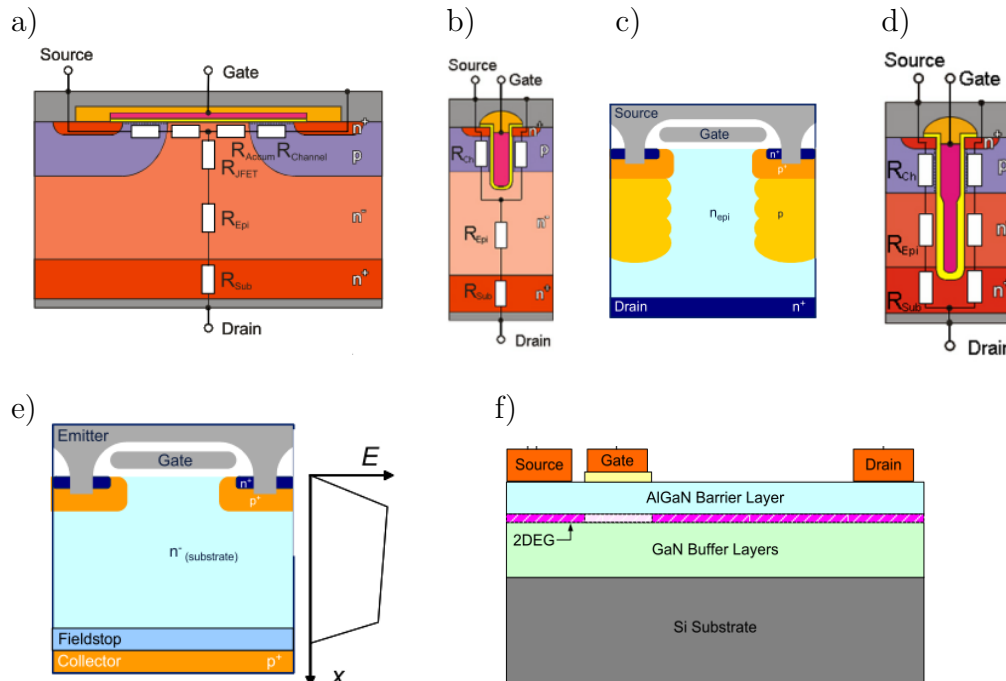 a)
Source
Gate
n+
p
RAccum
RChannel
RJFET
n-
REpi
RSub
n+
Drain
b)
Source
Gate
n+
RCh
p
REpi
n-
RSub
n+
Drain
c)
Source
Gate
n+
p+
nepi
p
Drain
n+
d)
Source
Gate
n+
RCh
p
REpi
n
RSub
n+
Drain
e)
Emitter
Gate
n+
p+
n- (substrate)
Fieldstop
Collector
p+
E
x
f)
Source
Gate
Drain
AlGaN Barrier Layer
2DEG
GaN Buffer Layers
Si Substrate